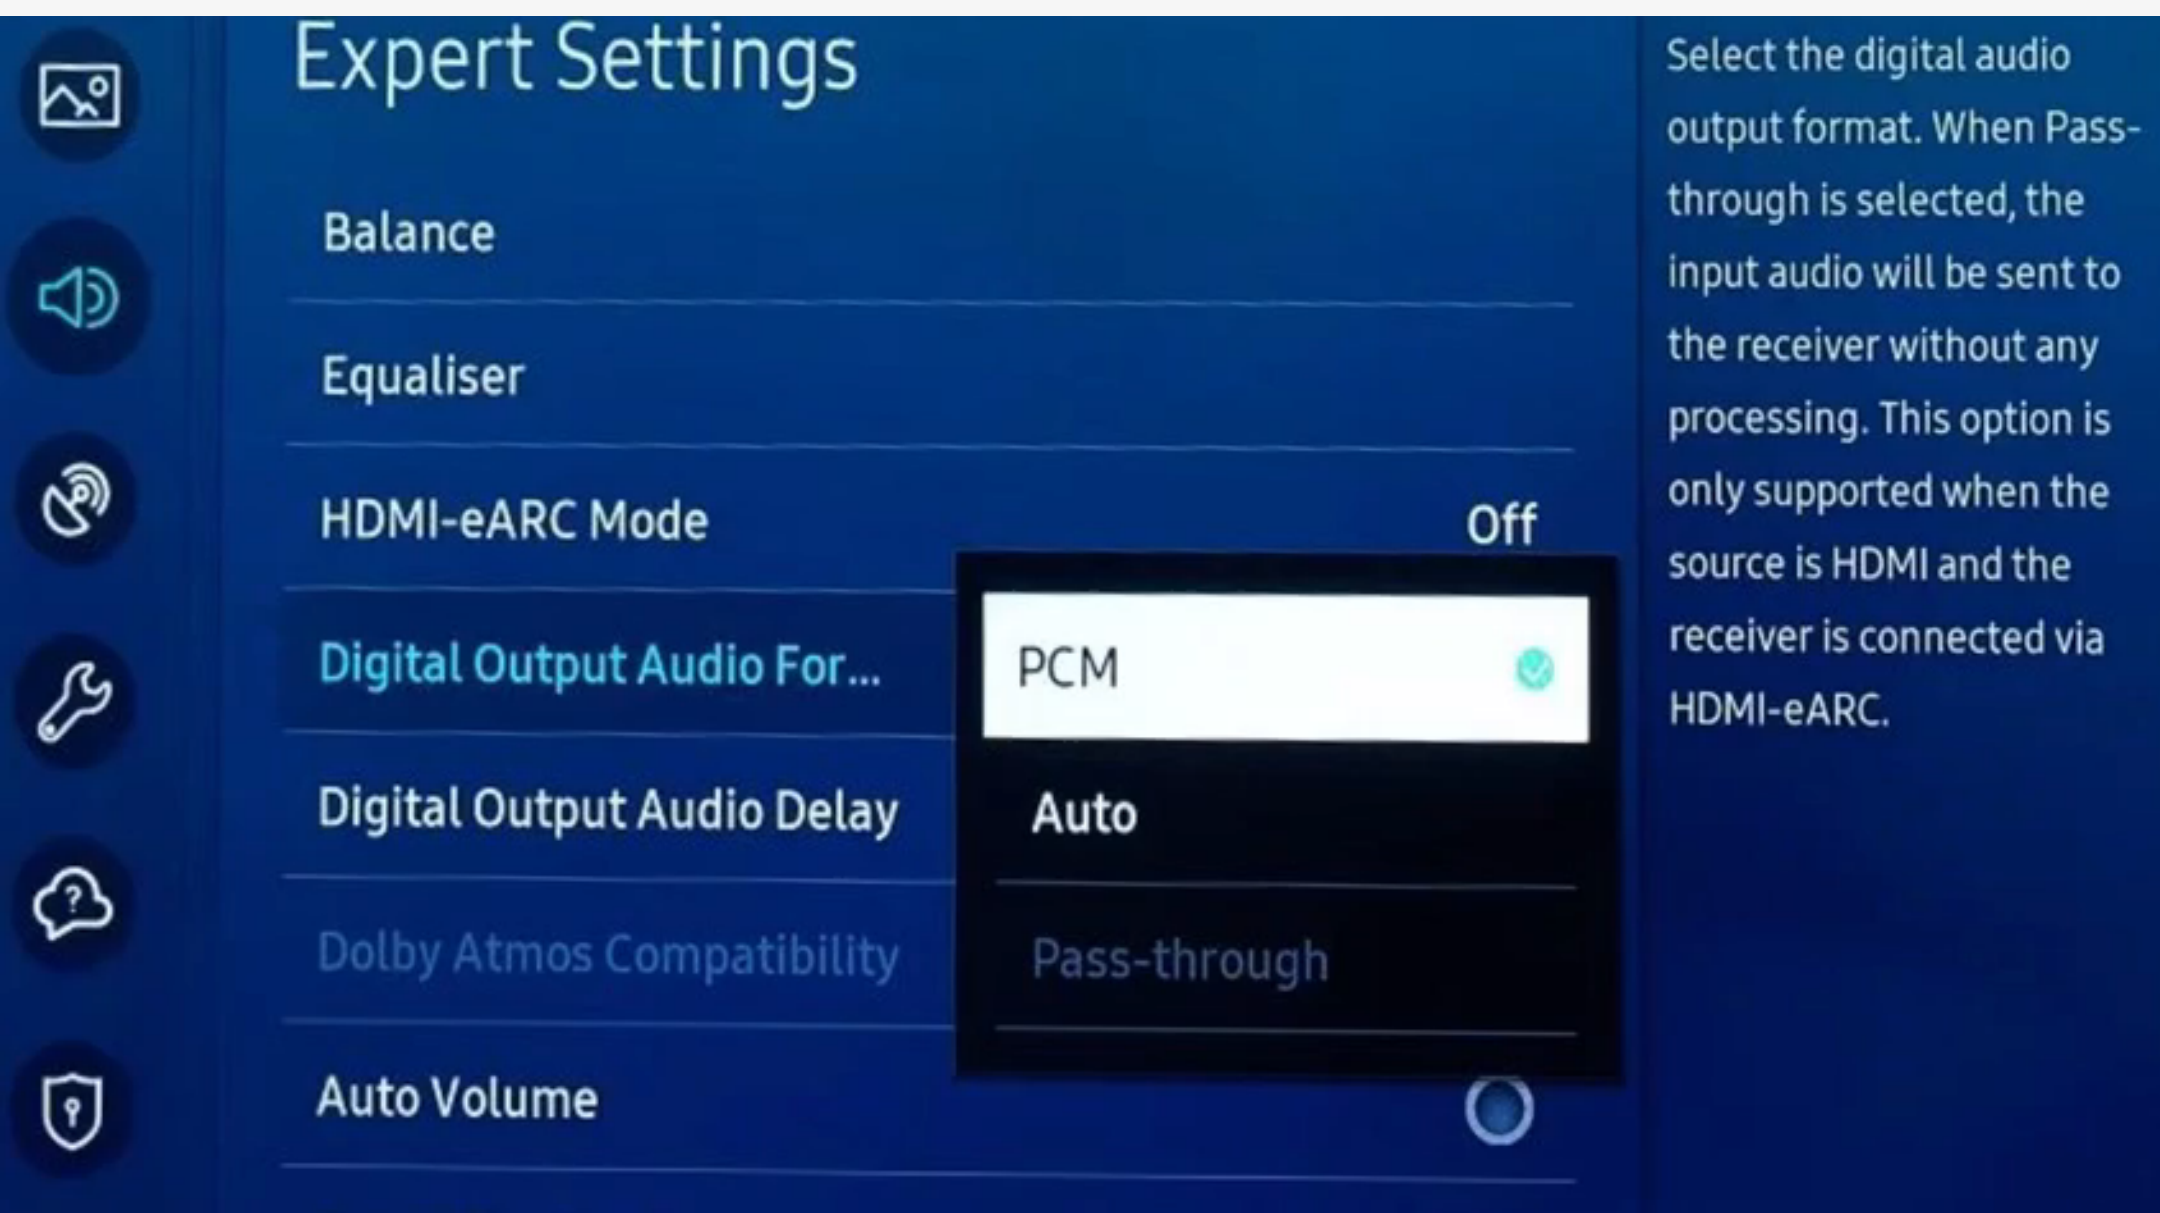 Expert Settings
Balance
Equaliser
HDMI-eARC Mode Off
Digital Output Audio For...
PCM
Auto
Pass-through
Digital Output Audio Delay
Dolby Atmos Compatibility
Auto Volume
Select the digital audio
output format. When Pass-
through is selected, the
input audio will be sent to
the receiver without any
processing. This option is
only supported when the
source is HDMI and the
receiver is connected via
HDMI-eARC.
?